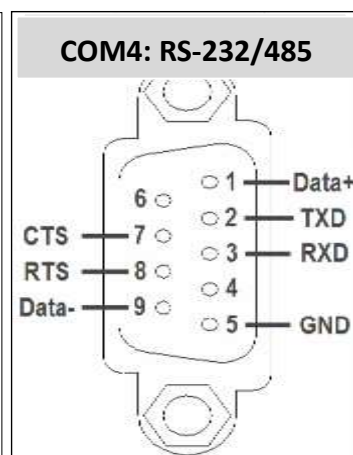 COM4: RS-232/485
1 Data+
6
2 TXD
CTS 7
3 RXD
RTS 8
4
Data- 9
5 GND